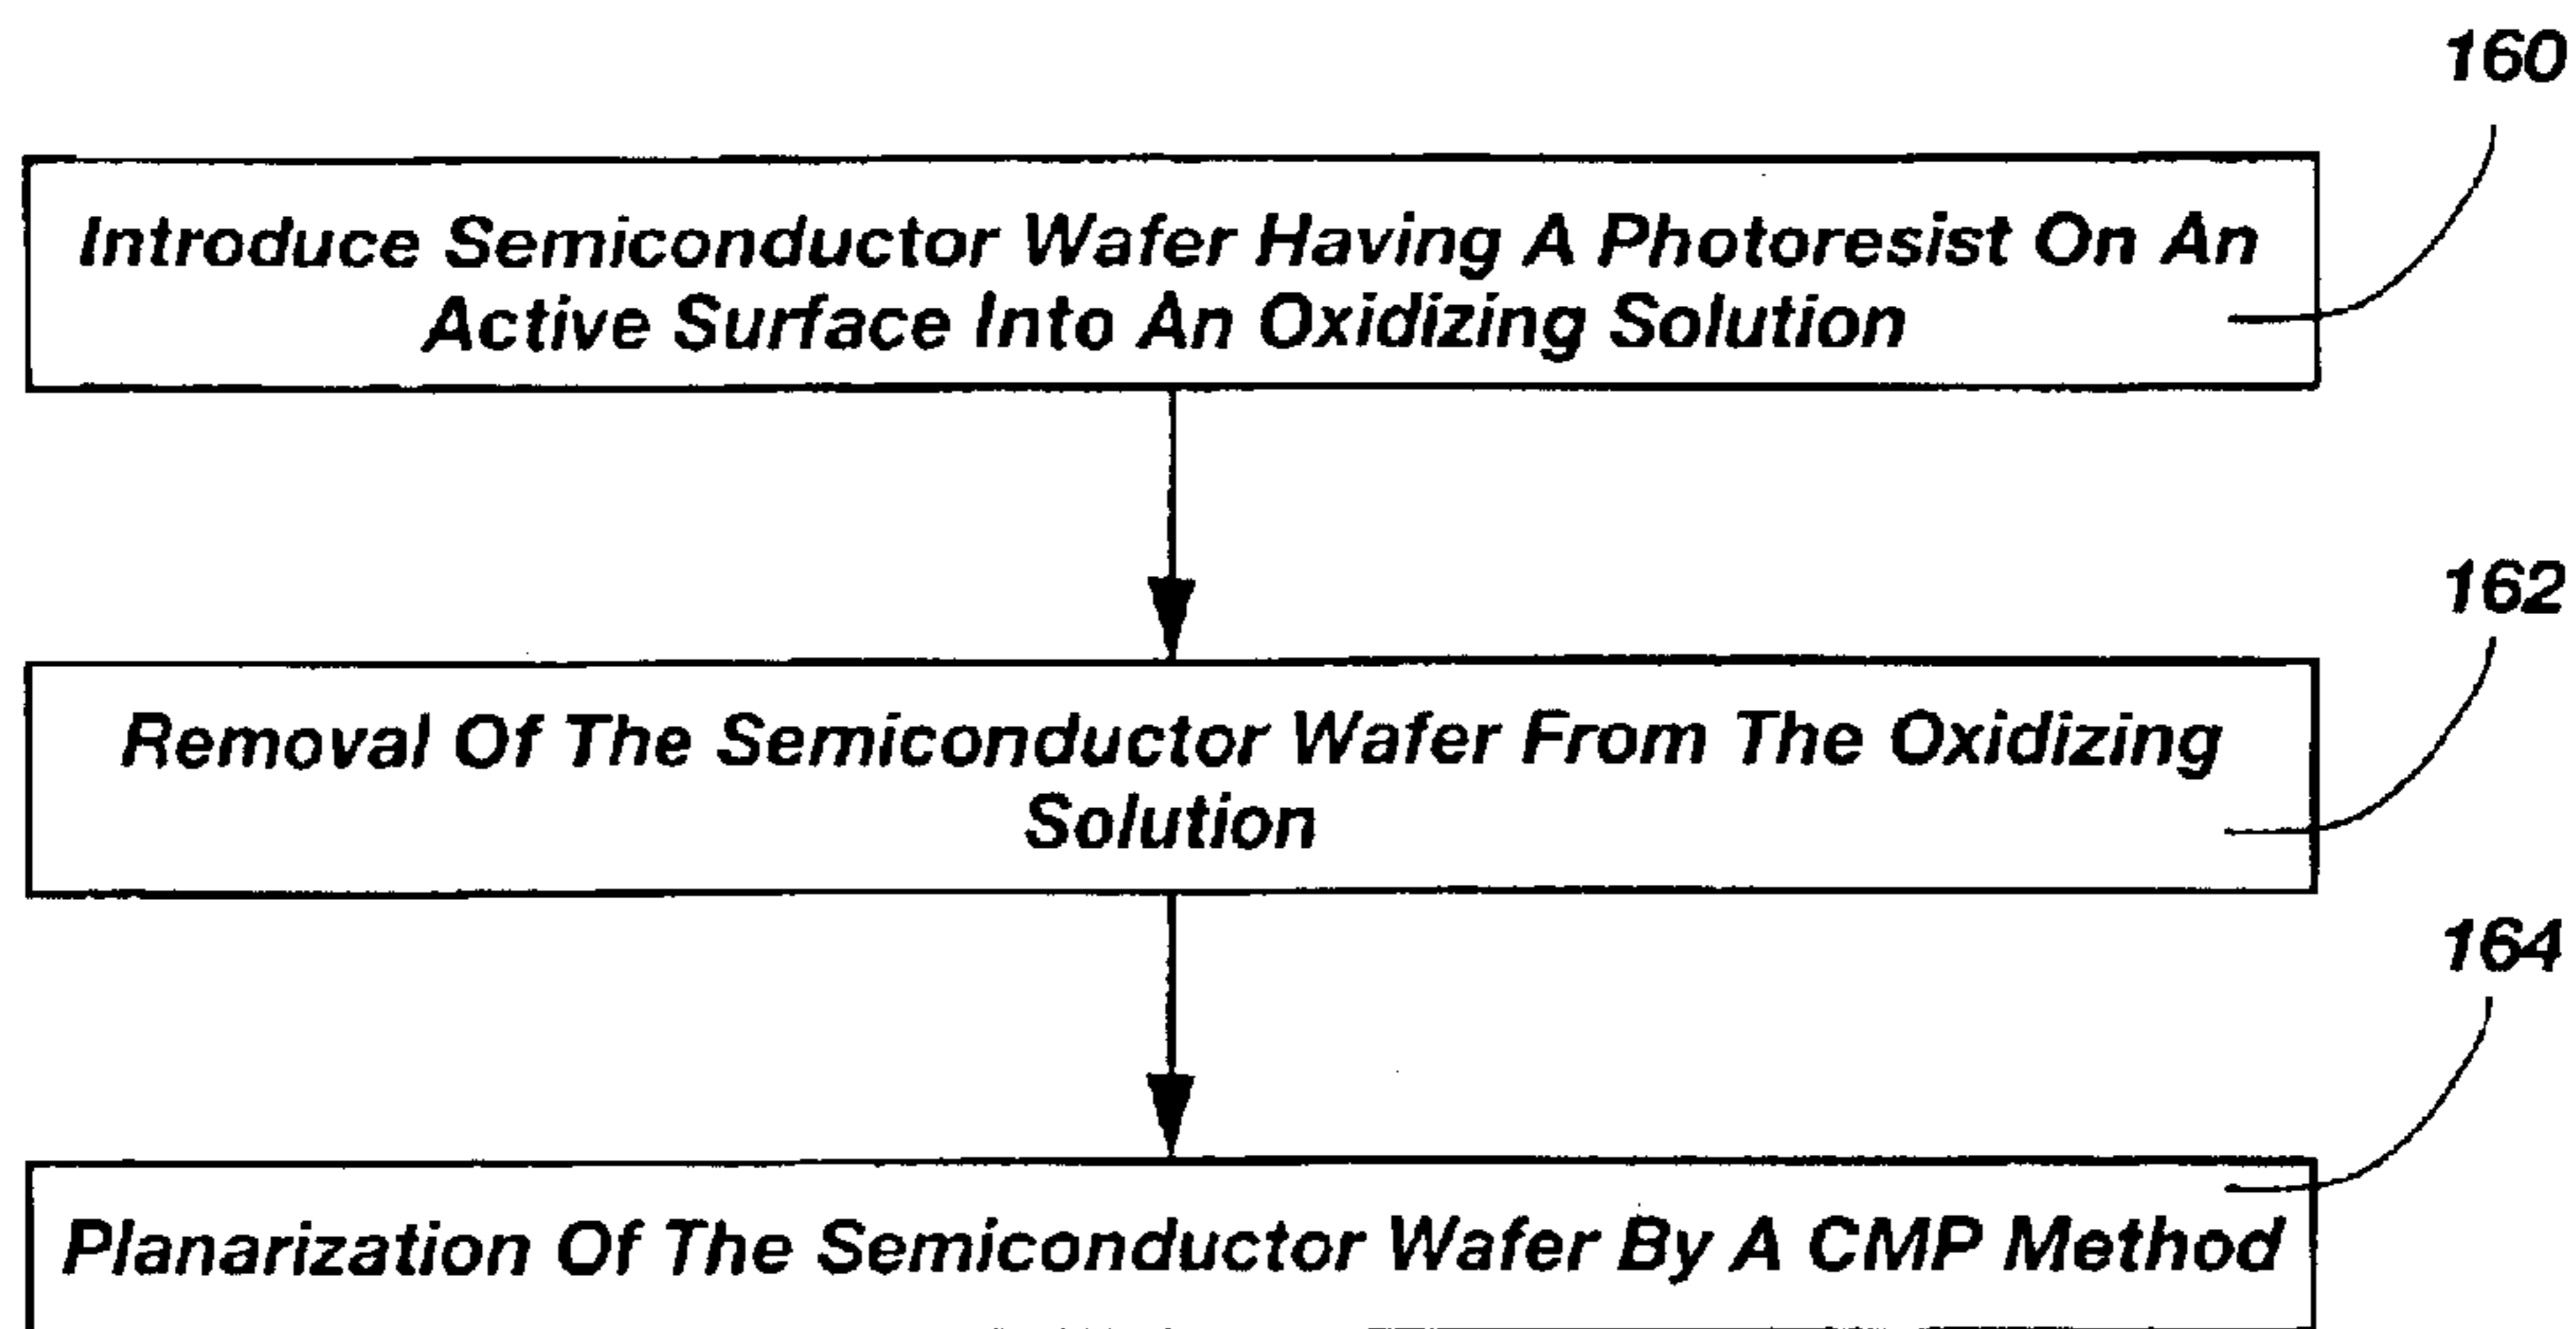 160
Introduce Semiconductor Wafer Having A Photoresist On An
Active Surface Into An Oxidizing Solution
162
Removal Of The Semiconductor Wafer From The Oxidizing
Solution
164
Planarization Of The Semiconductor Wafer By A CMP Method